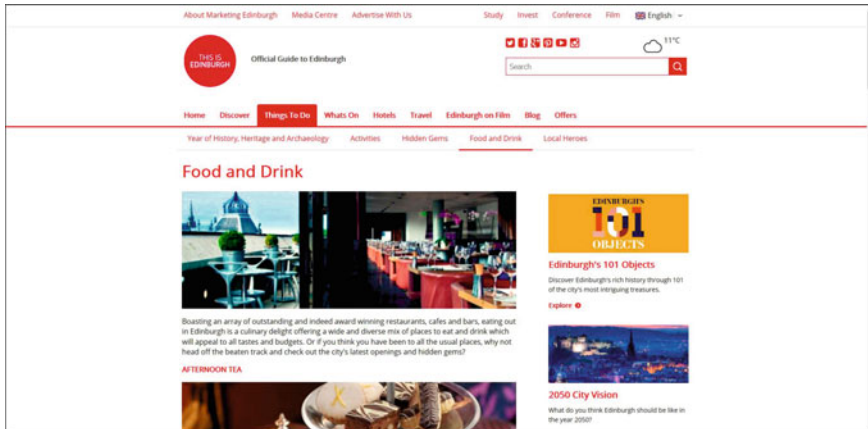 About Marketing Edinburgh Media Centre Advertise With Us Study Invest Conference Film English
THIS IS
EDINBURGH
Official Guide to Edinburgh
11°C
Search
Home Discover Things To Do Whats On Hotels Travel Edinburgh on Film Blog Offers
Year of History, Heritage and Archaeology Activities Hidden Gems Food and Drink Local Heroes
Food and Drink
Boasting an array of outstanding and indeed award winning restaurants, cafes and bars, eating out
in Edinburgh is a culinary delight offering a wide and diverse mix of places to eat and drink which
will appeal to all tastes and budgets. Or if you think you have been to all the usual places, why not
head off the beaten track and check out the city's latest openings and hidden gems?
AFTERNOON TEA
EDINBURGH'S
101
OBJECTS
Edinburgh's 101 Objects
Discover Edinburgh's rich history through 101
of the city's most intriguing treasures.
Explore
2050 City Vision
What do you think Edinburgh should be like in
the year 2050?